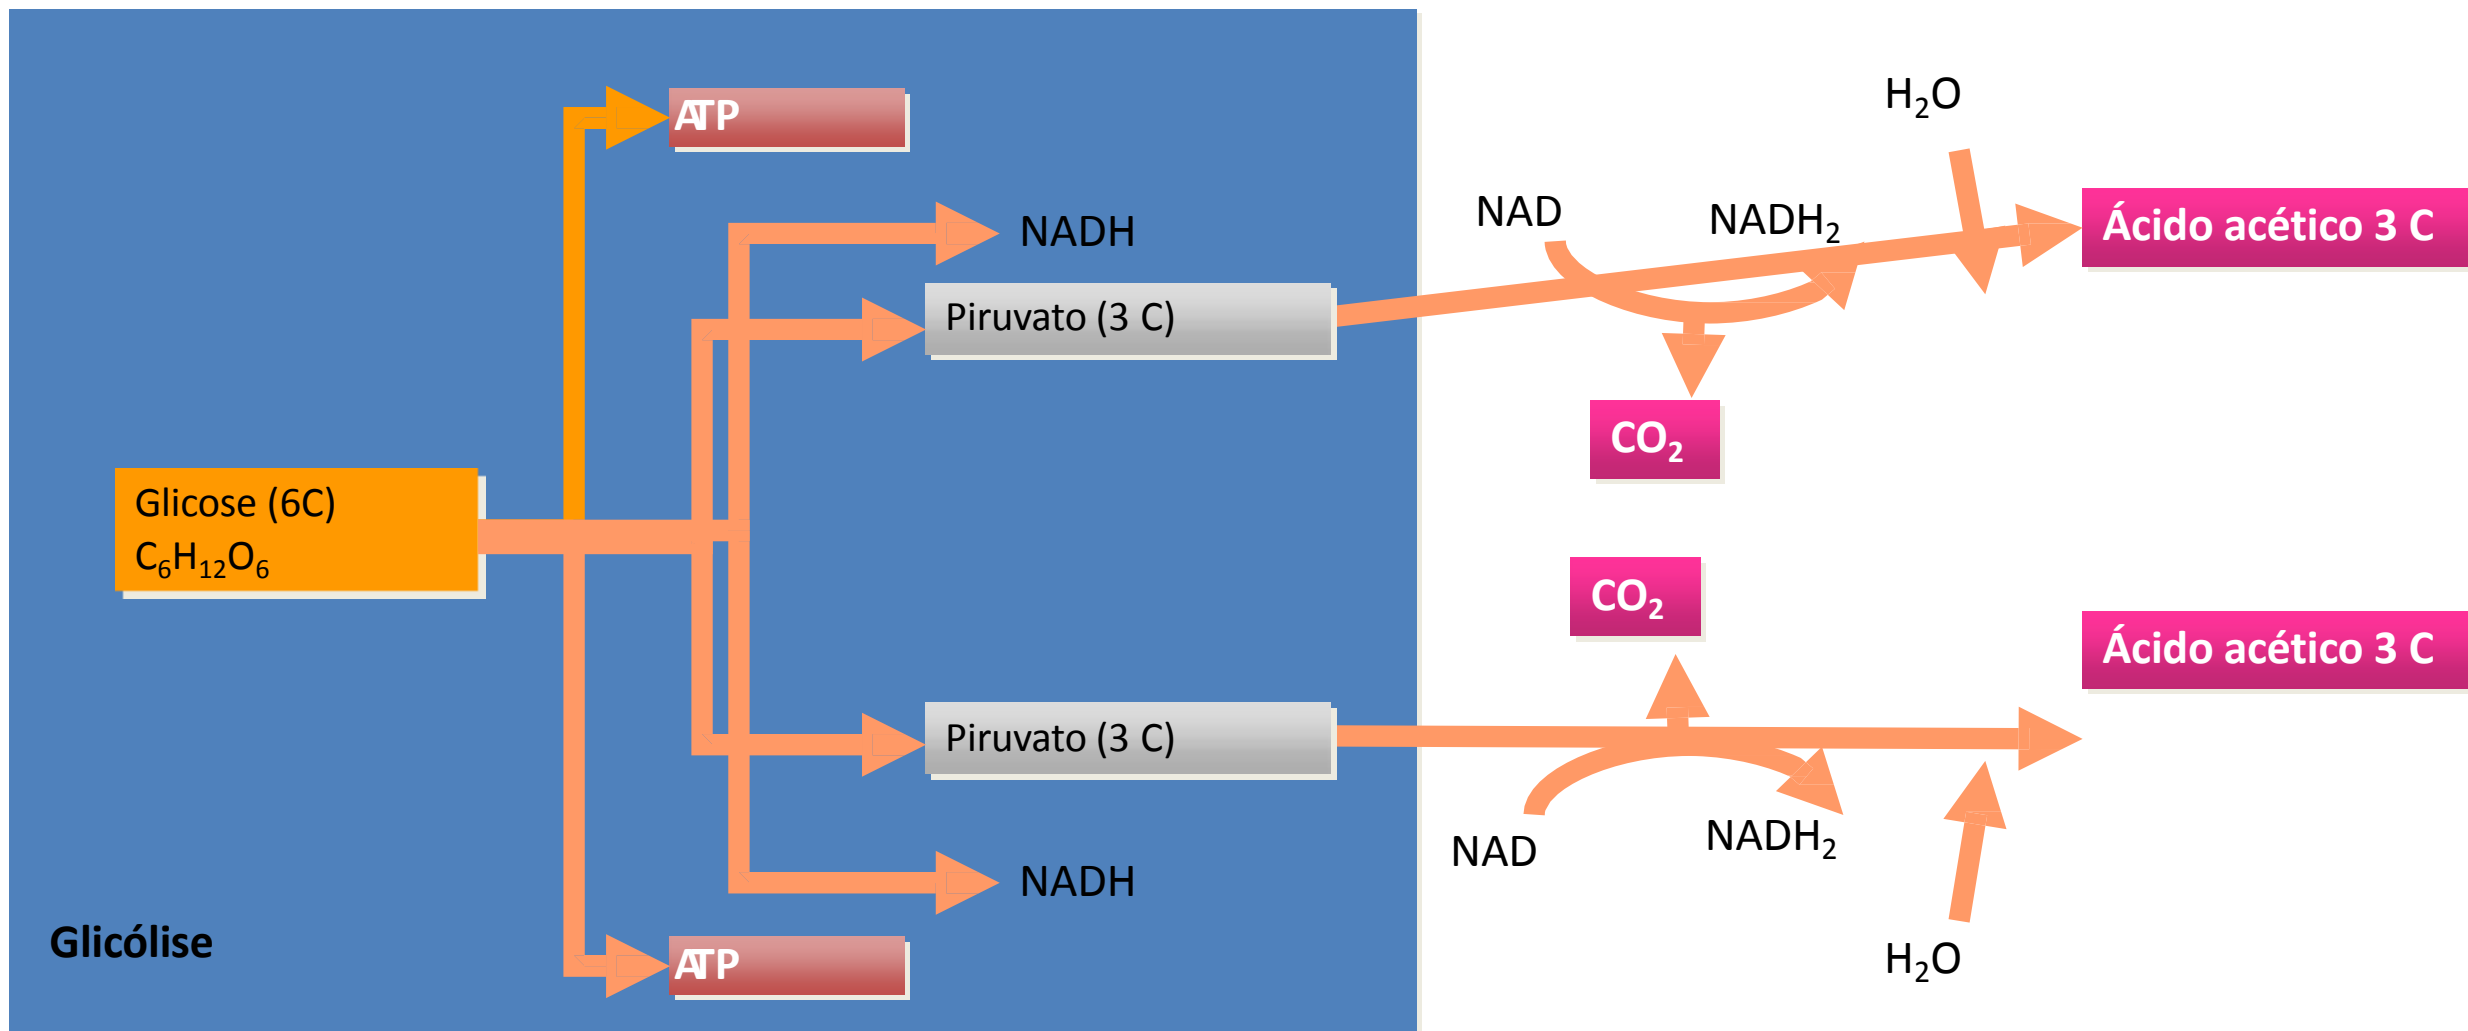 ATP
H₂O
NAD
NADH₂
NADH
Ácido acético 3 C
Piruvato (3 C)
CO₂
Glicose (6C)
C₆H₁₂O₆
CO₂
Ácido acético 3 C
Piruvato (3 C)
NAD
NADH₂
NADH
Glicólise
ATP
H₂O